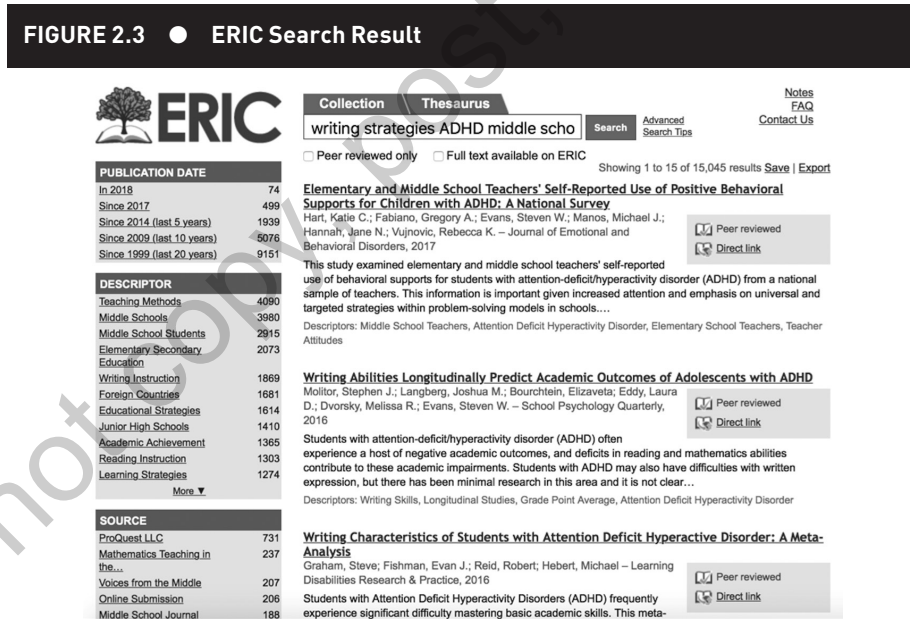 FIGURE 2.3 ● ERIC Search Result
ERIC
Collection
Thesaurus
Notes
FAQ
Contact Us
writing strategies ADHD middle scho
Search
Advanced
Search Tips
Peer reviewed only
Full text available on ERIC
Showing 1 to 15 of 15,045 results Save | Export
PUBLICATION DATE
In 2018 74
Since 2017 499
Since 2014 (last 5 years) 1939
Since 2009 (last 10 years) 5076
Since 1999 (last 20 years) 9151
DESCRIPTOR
Teaching Methods 4090
Middle Schools 3980
Middle School Students 2915
Elementary Secondary 2073
Education
Writing Instruction 1869
Foreign Countries 1681
Educational Strategies 1614
Junior High Schools 1410
Academic Achievement 1365
Reading Instruction 1303
Learning Strategies 1274
More ▼
SOURCE
ProQuest LLC 731
Mathematics Teaching in 237
the…
Voices from the Middle 207
Online Submission 206
Middle School Journal 188
Elementary and Middle School Teachers' Self-Reported Use of Positive Behavioral
Supports for Children with ADHD: A National Survey
Hart, Katie C.; Fabiano, Gregory A.; Evans, Steven W.; Manos, Michael J.;
Hannah, Jane N.; Vujnovic, Rebecca K. – Journal of Emotional and
Behavioral Disorders, 2017
Peer reviewed
Direct link
This study examined elementary and middle school teachers' self-reported
use of behavioral supports for students with attention-deficit/hyperactivity disorder (ADHD) from a national
sample of teachers. This information is important given increased attention and emphasis on universal and
targeted strategies within problem-solving models in schools.…
Descriptors: Middle School Teachers, Attention Deficit Hyperactivity Disorder, Elementary School Teachers, Teacher
Attitudes
Writing Abilities Longitudinally Predict Academic Outcomes of Adolescents with ADHD
Molitor, Stephen J.; Langberg, Joshua M.; Bourchtein, Elizaveta; Eddy, Laura
D.; Dvorsky, Melissa R.; Evans, Steven W. – School Psychology Quarterly,
2016
Peer reviewed
Direct link
Students with attention-deficit/hyperactivity disorder (ADHD) often
experience a host of negative academic outcomes, and deficits in reading and mathematics abilities
contribute to these academic impairments. Students with ADHD may also have difficulties with written
expression, but there has been minimal research in this area and it is not clear…
Descriptors: Writing Skills, Longitudinal Studies, Grade Point Average, Attention Deficit Hyperactivity Disorder
Writing Characteristics of Students with Attention Deficit Hyperactive Disorder: A Meta-
Analysis
Graham, Steve; Fishman, Evan J.; Reid, Robert; Hebert, Michael – Learning
Disabilities Research & Practice, 2016
Peer reviewed
Direct link
Students with Attention Deficit Hyperactivity Disorders (ADHD) frequently
experience significant difficulty mastering basic academic skills. This meta-
not copy, post,